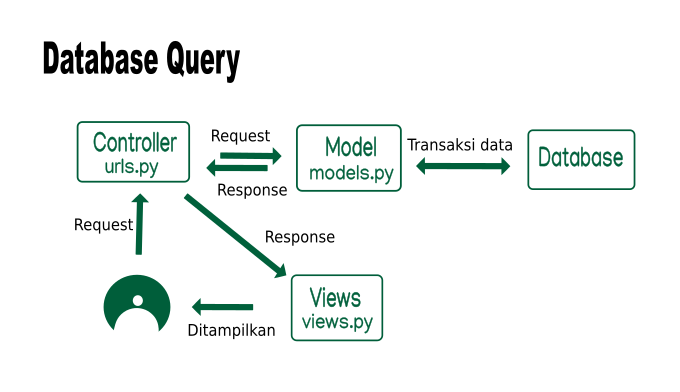 Database Query
Controller
urls.py
Request
Response
Model
models.py
Transaksi data
Database
Request
Response
Views
views.py
Ditampilkan